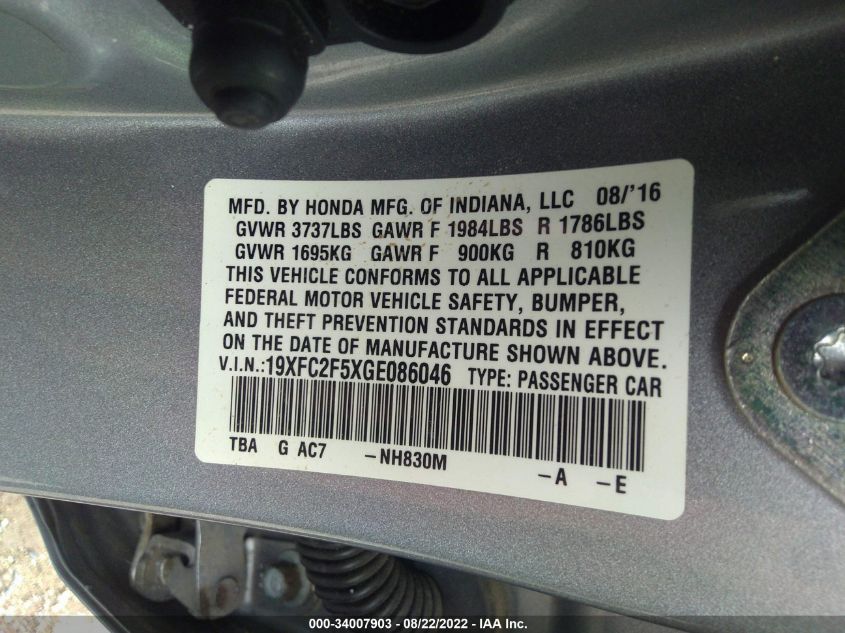 MFD. BY HONDA MFG. OF INDIANA, LLC 08/'16
GVWR 3737LBS GAWR F 1984LBS R 1786LBS
GVWR 1695KG GAWR F 900KG R 810KG
THIS VEHICLE CONFORMS TO ALL APPLICABLE
FEDERAL MOTOR VEHICLE SAFETY, BUMPER,
AND THEFT PREVENTION STANDARDS IN EFFECT
ON THE DATE OF MANUFACTURE SHOWN ABOVE.
V.I.N.:19XFC2F5XGE086046 TYPE: PASSENGER CAR
TBA G AC7 -NH830M -A -E
000-34007903 - 08/22/2022 - IAA Inc.